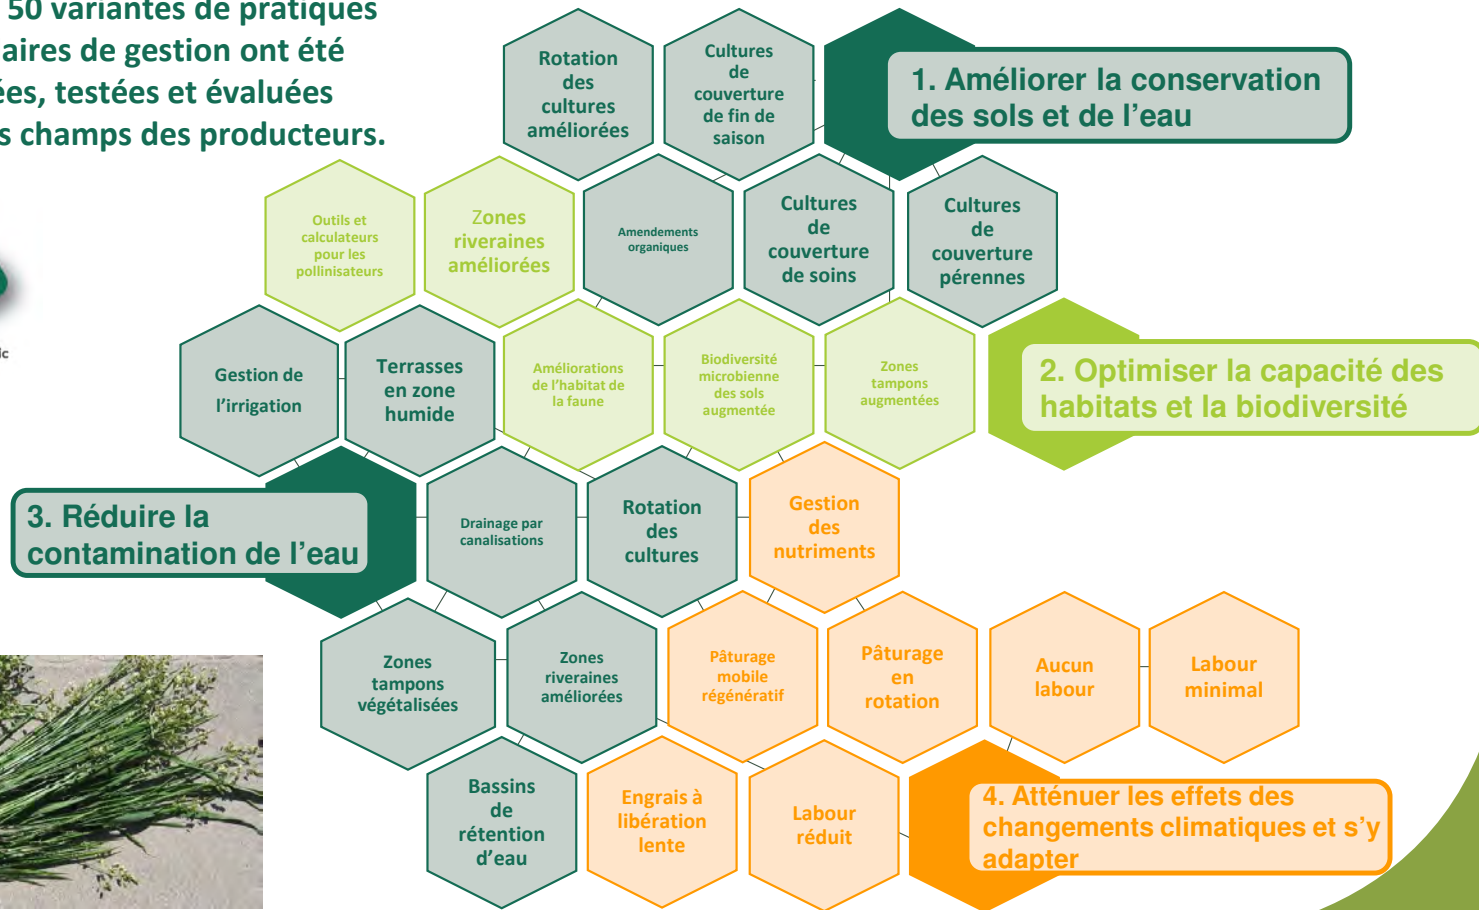 50 variantes de pratiques
aires de gestion ont été
ées, testées et évaluées
s champs des producteurs.
Rotation
des
cultures
améliorées
Cultures
de
couverture
de fin de
saison
1. Améliorer la conservation
des sols et de l'eau
Outils et
calculateurs
pour les
pollinisateurs
Zones
riveraines
améliorées
Amendements
organiques
Cultures
de
couverture
de soins
Cultures
de
couverture
pérennes
ic
Gestion de
l'irrigation
Terrasses
en zone
humide
Améliorations
de l'habitat de
la faune
Biodiversité
microbienne
des sols
augmentée
Zones
tampons
augmentées
2. Optimiser la capacité des
habitats et la biodiversité
3. Réduire la
contamination de l'eau
Drainage par
canalisations
Rotation
des
cultures
Gestion
des
nutriments
Zones
tampons
végétalisées
Zones
riveraines
améliorées
Pâturage
mobile
régénératif
Pâturage
en
rotation
Aucun
labour
Labour
minimal
Bassins
de
rétention
d'eau
Engrais à
libération
lente
Labour
réduit
4. Atténuer les effets des
changements climatiques et s'y
adapter